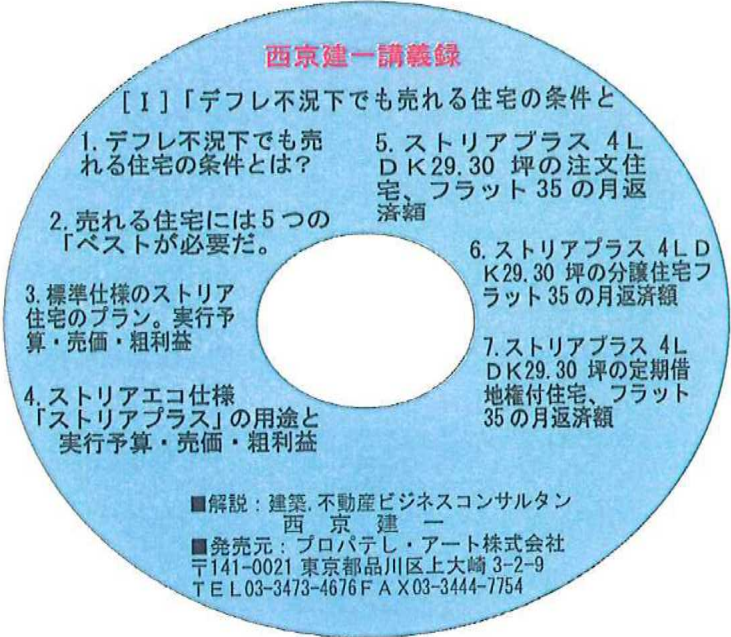 西京建一講義録
[Ⅰ]「デフレ不況下でも売れる住宅の条件と
1. デフレ不況下でも売
れる住宅の条件とは?
2. 売れる住宅には5つの
「ベストが必要だ。
3. 標準仕様のストリア
住宅のプラン。実行予
算・売価・粗利益
4. ストリアエコ仕様
「ストリアプラス」の用途と
実行予算・売価・粗利益
5. ストリアプラス 4L
DK29.30 坪の注文住
宅、フラット 35 の月返
済額
6. ストリアプラス 4LD
K29.30 坪の分譲住宅フ
ラット 35 の月返済額
7. ストリアプラス 4L
DK29.30 坪の定期借
地権付住宅、フラット
35 の月返済額
■解説:建築.不動産ビジネスコンサルタン
西 京 建 一
■発売元:プロパテし・アート株式会社
〒141-0021 東京都品川区上大崎 3-2-9
TEL03-3473-4676FAX03-3444-7754